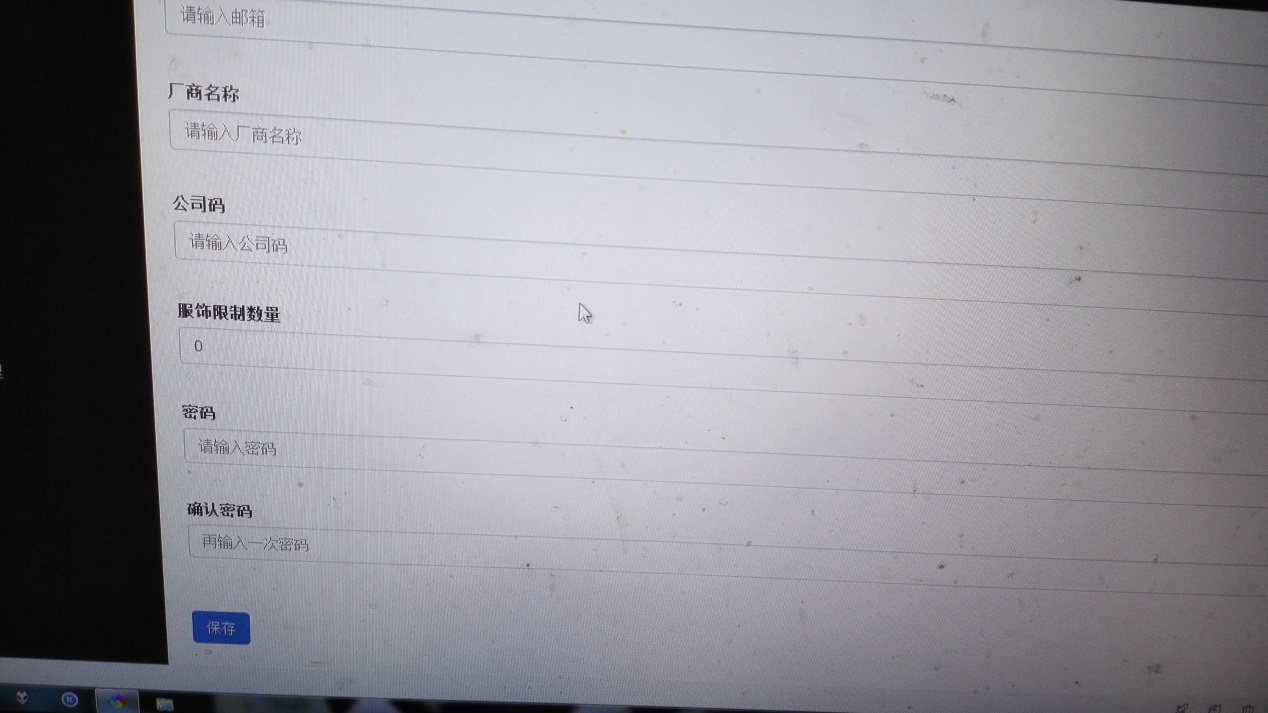 请输入邮箱
厂商名称
请输入厂商名称
公司码
请输入公司码
服饰限制数量
0
密码
请输入密码
确认密码
再输入一次密码
保存